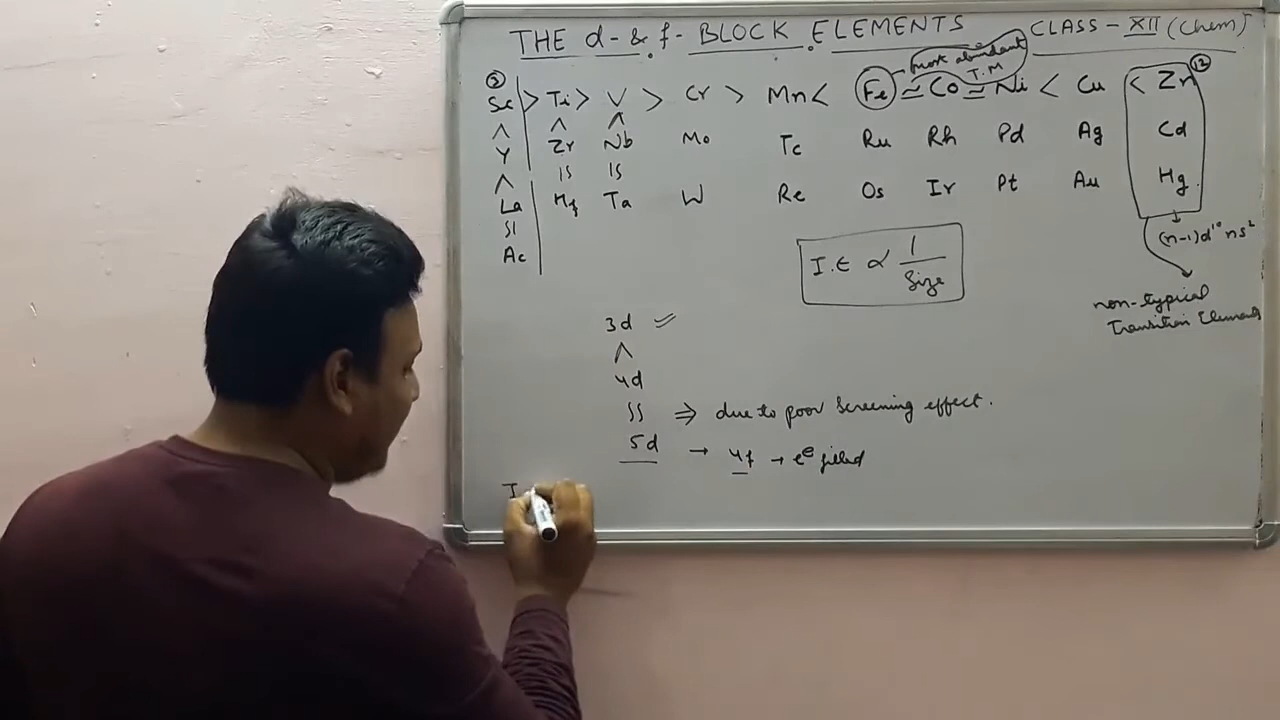 THE d- & f- BLOCK ELEMENTS CLASS - XII (Chem)
most abundant
T.M
③ ⑫
Sc > Ti > V > Cr > Mn < Fe ≃ Co ≃ Ni < Cu < Zn
∧ ∧ ∧
Y Zr Nb Mo Tc Ru Rh Pd Ag Cd
∧ IS IS
La Hf Ta W Re Os Ir Pt Au Hg
SI
Ac
(n-1)d¹⁰ns²
I.E ∝ 1/Size
non-typical
Transition Elements
3d
∧
4d
SS ⇒ due to poor Screening effect.
5d → 4f → e⊖ filled
I